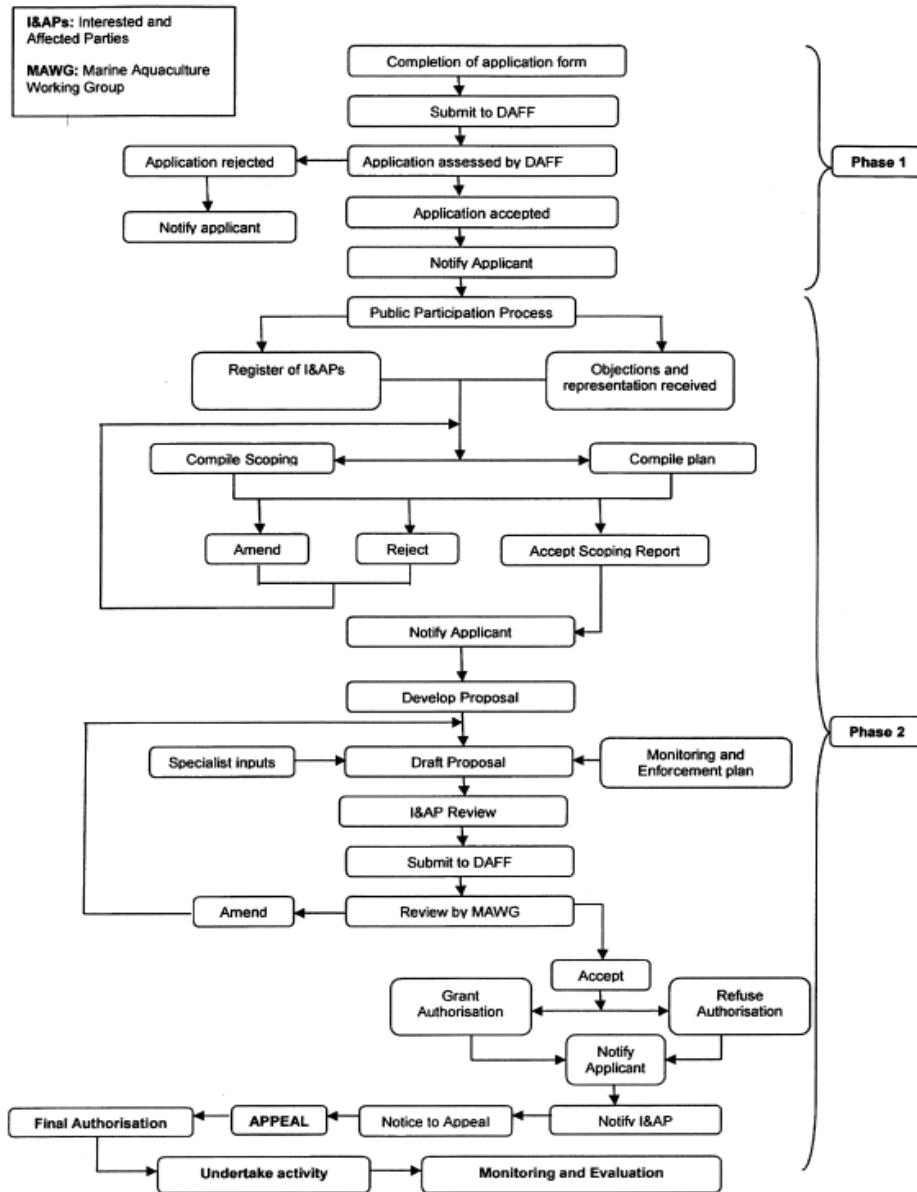 I&APs: Interested and
Affected Parties
MAWG: Marine Aquaculture
Working Group
Completion of application form
Submit to DAFF
Application rejected
Application assessed by DAFF
Phase 1
Notify applicant
Application accepted
Notify Applicant
Public Participation Process
Register of I&APs
Objections and
representation received
Compile Scoping
Compile plan
Amend
Reject
Accept Scoping Report
Notify Applicant
Develop Proposal
Phase 2
Specialist inputs
Draft Proposal
Monitoring and
Enforcement plan
I&AP Review
Submit to DAFF
Amend
Review by MAWG
Accept
Grant
Authorisation
Refuse
Authorisation
Notify
Applicant
Final Authorisation
APPEAL
Notice to Appeal
Notify I&AP
Undertake activity
Monitoring and Evaluation